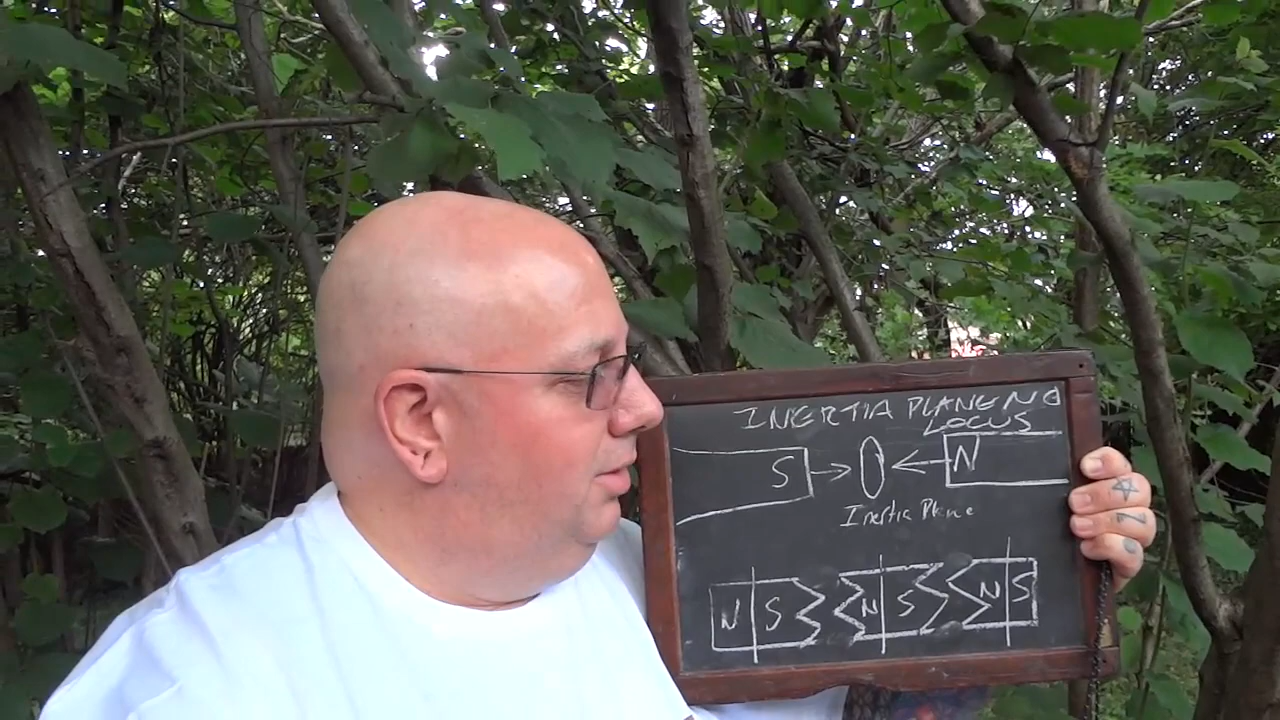 INERTIA PLANE NO
LOCUS
S N
Inertia Plane
N S N S N S